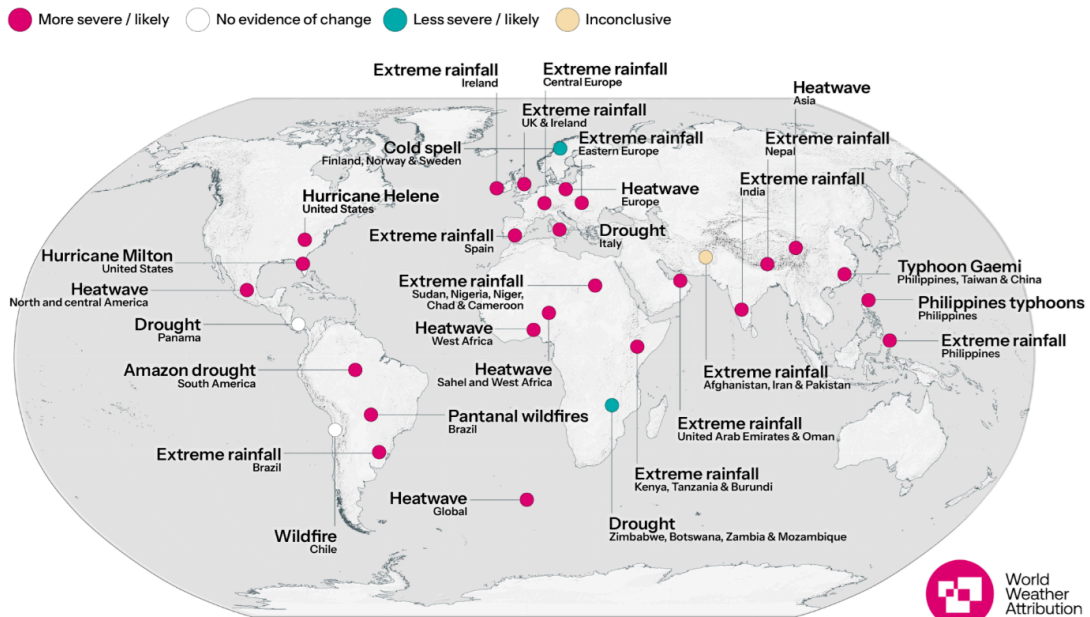 More severe / likely
No evidence of change
Less severe / likely
Inconclusive
Extreme rainfall
Ireland
Extreme rainfall
Central Europe
Heatwave
Asia
Extreme rainfall
UK & Ireland
Extreme rainfall
Eastern Europe
Extreme rainfall
Nepal
Cold spell
Finland, Norway & Sweden
Extreme rainfall
India
Hurricane Helene
United States
Heatwave
Europe
Extreme rainfall
Spain
Drought
Italy
Hurricane Milton
United States
Typhoon Gaemi
Philippines, Taiwan & China
Heatwave
North and central America
Extreme rainfall
Sudan, Nigeria, Niger,
Chad & Cameroon
Philippines typhoons
Philippines
Drought
Panama
Heatwave
West Africa
Extreme rainfall
Philippines
Amazon drought
South America
Heatwave
Sahel and West Africa
Extreme rainfall
Afghanistan, Iran & Pakistan
Pantanal wildfires
Brazil
Extreme rainfall
United Arab Emirates & Oman
Extreme rainfall
Brazil
Extreme rainfall
Kenya, Tanzania & Burundi
Heatwave
Global
Drought
Zimbabwe, Botswana, Zambia & Mozambique
Wildfire
Chile
World
Weather
Attribution